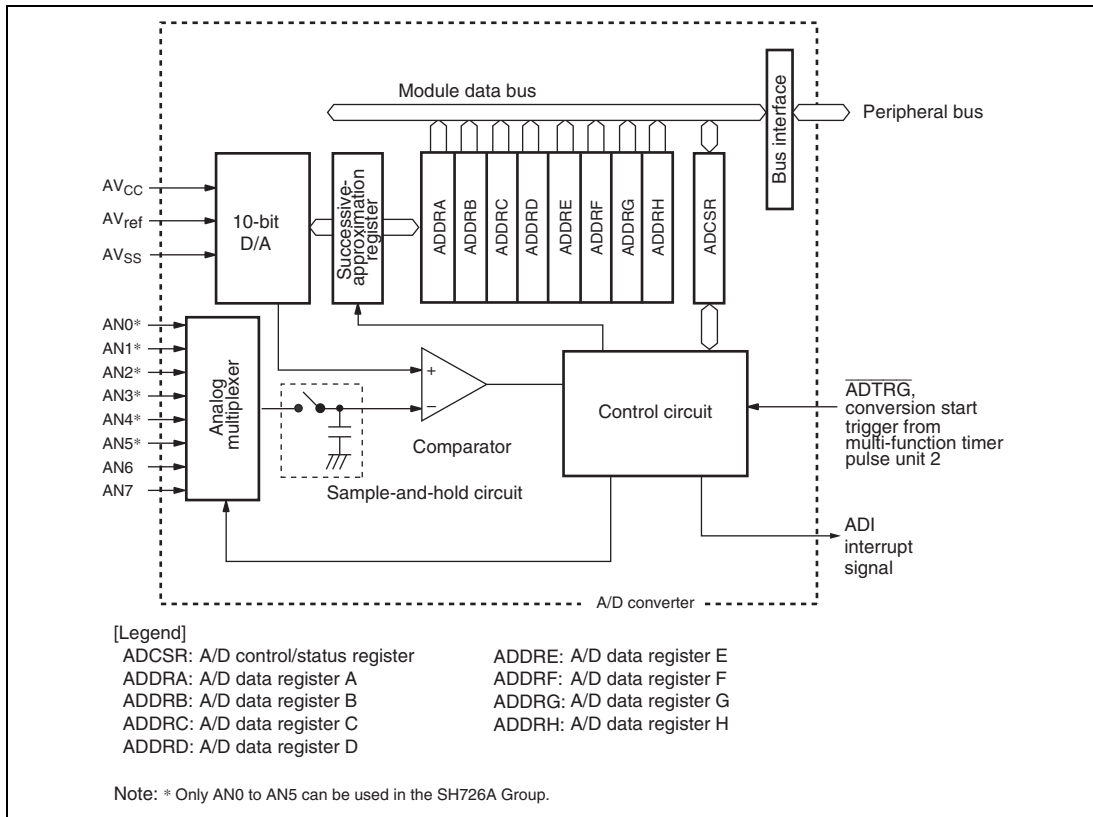 Module data bus
Bus interface
Peripheral bus
AVCC
AVref
AVSS
10-bit
D/A
Successive-
approximation
register
ADDRA
ADDRB
ADDRC
ADDRD
ADDRE
ADDRF
ADDRG
ADDRH
ADCSR
AN0*
AN1*
AN2*
AN3*
AN4*
AN5*
AN6
AN7
Analog
multiplexer
+
−
Comparator
Sample-and-hold circuit
Control circuit
ADTRG,
conversion start
trigger from
multi-function timer
pulse unit 2
ADI
interrupt
signal
A/D converter
[Legend]
ADCSR: A/D control/status register
ADDRA: A/D data register A
ADDRB: A/D data register B
ADDRC: A/D data register C
ADDRD: A/D data register D
ADDRE: A/D data register E
ADDRF: A/D data register F
ADDRG: A/D data register G
ADDRH: A/D data register H
Note: * Only AN0 to AN5 can be used in the SH726A Group.